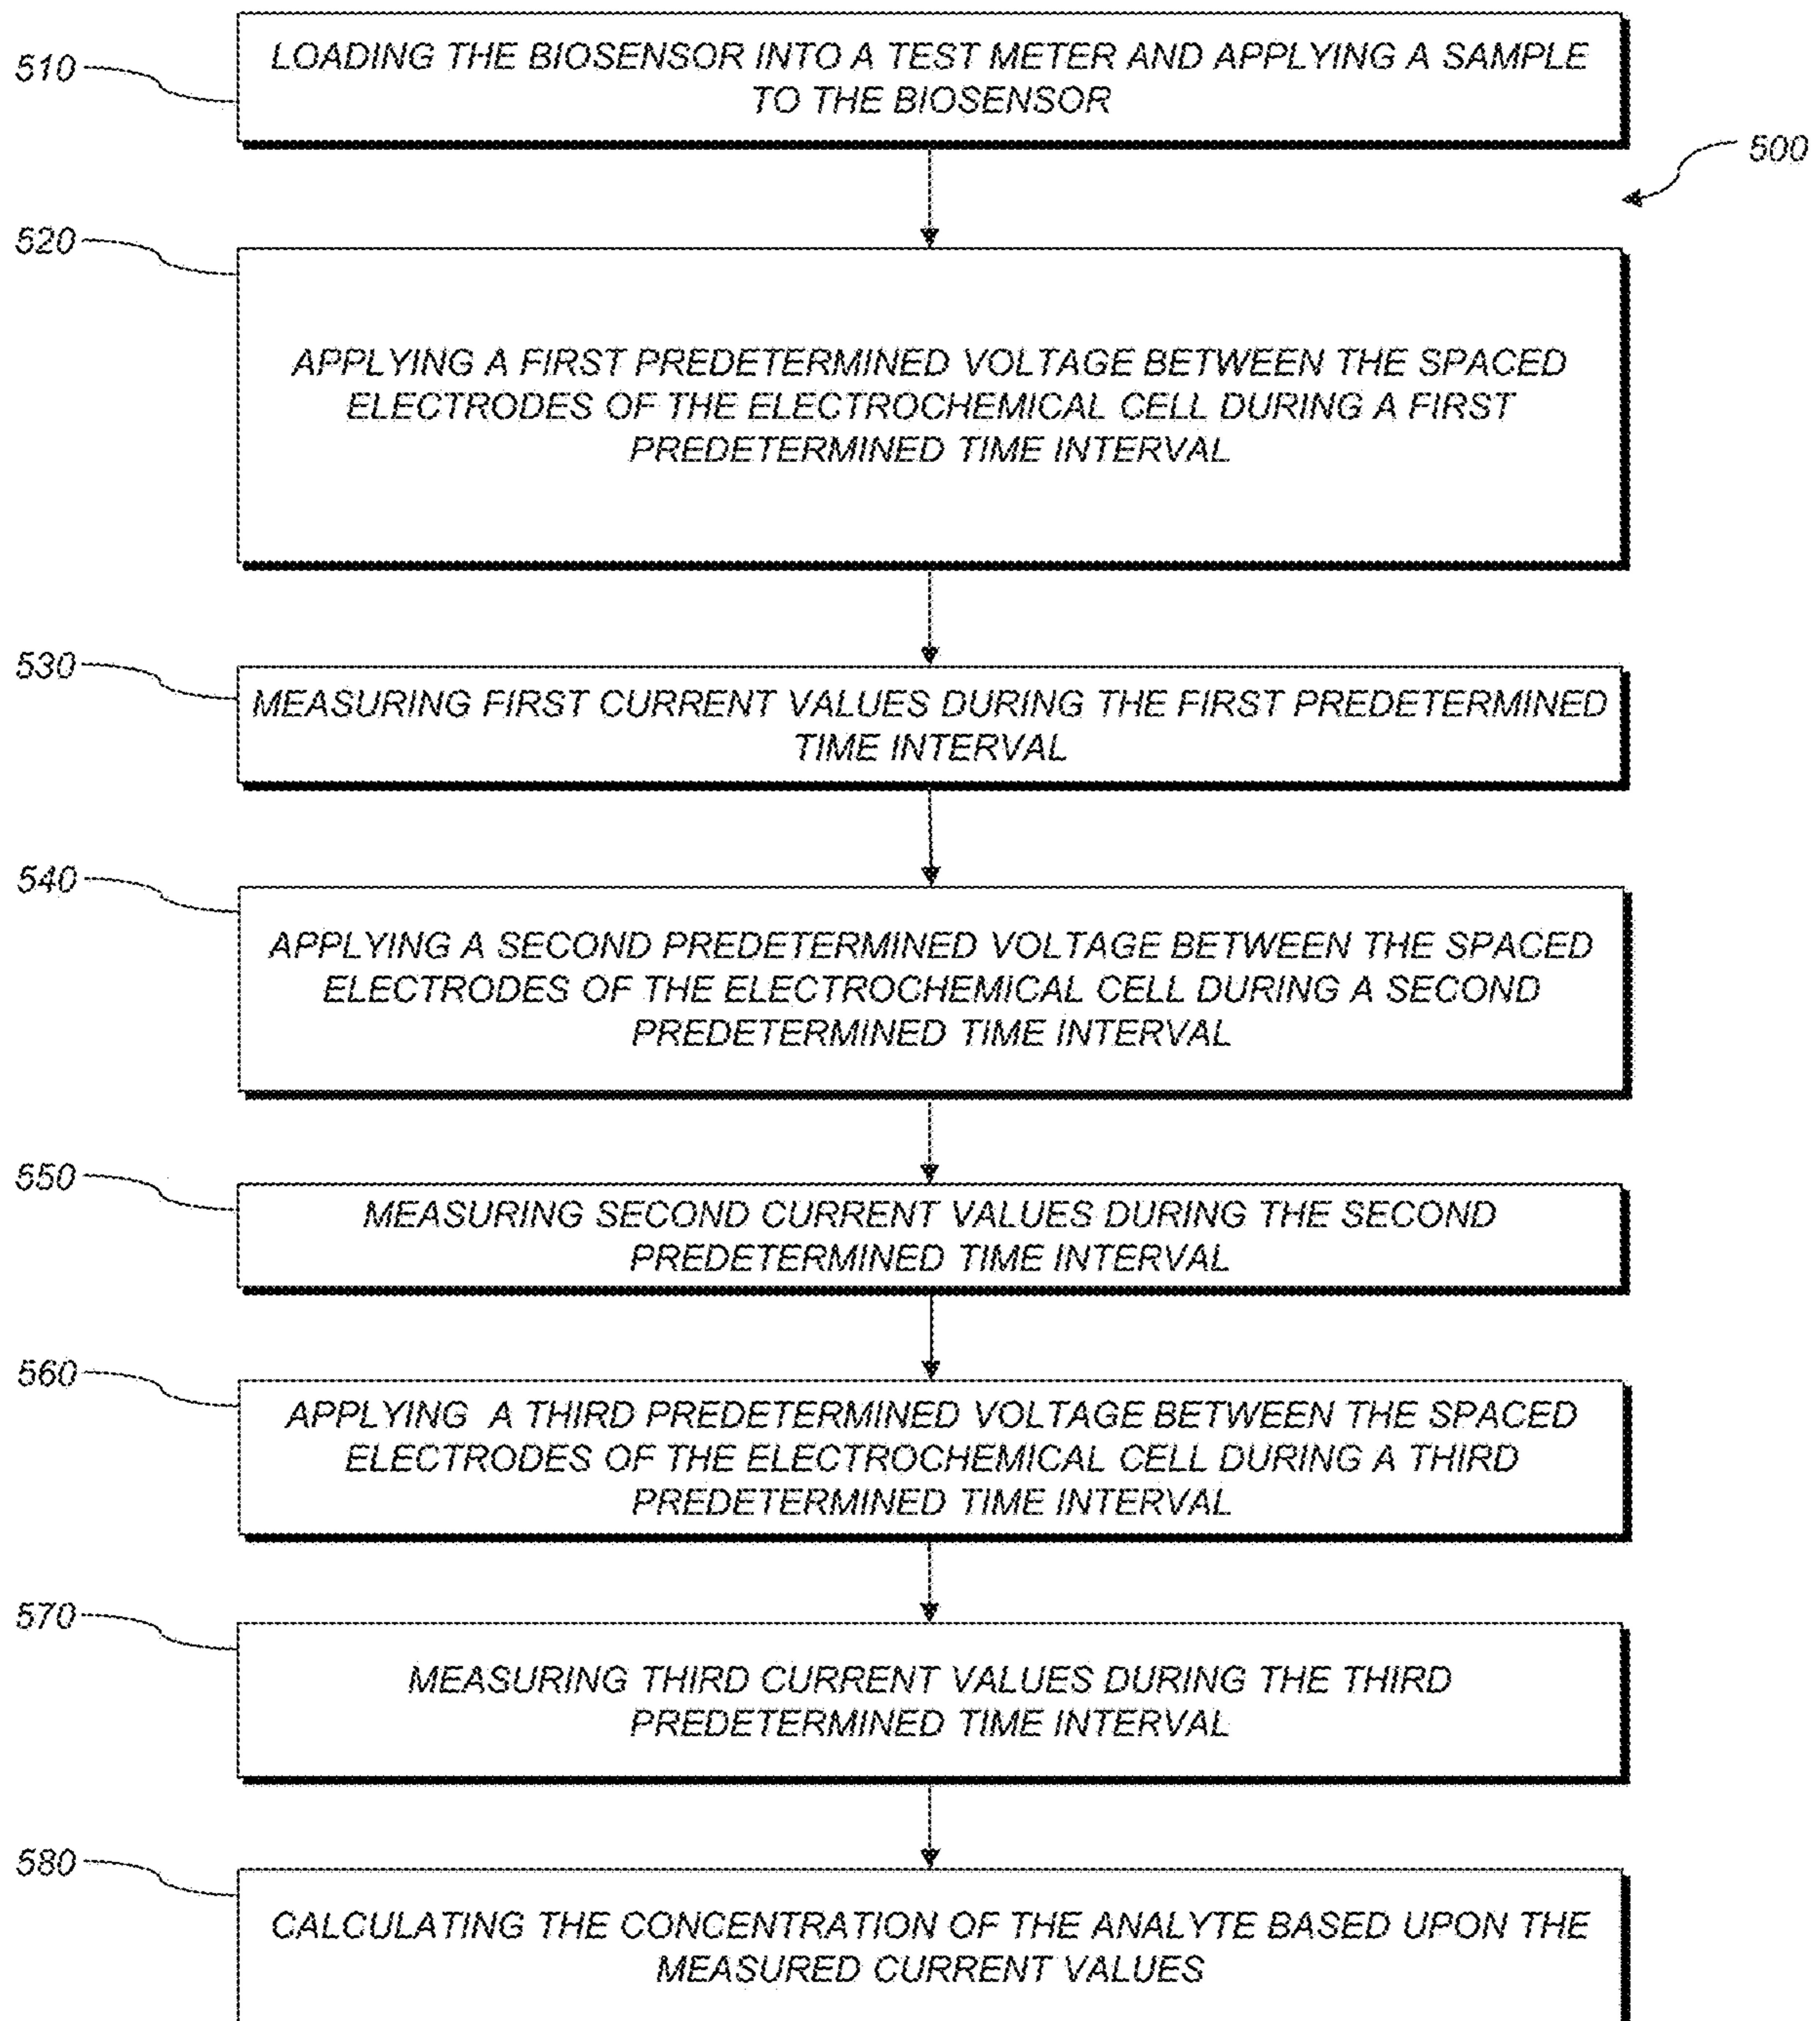 510
LOADING THE BIOSENSOR INTO A TEST METER AND APPLYING A SAMPLE
TO THE BIOSENSOR
500
520
APPLYING A FIRST PREDETERMINED VOLTAGE BETWEEN THE SPACED
ELECTRODES OF THE ELECTROCHEMICAL CELL DURING A FIRST
PREDETERMINED TIME INTERVAL
530
MEASURING FIRST CURRENT VALUES DURING THE FIRST PREDETERMINED
TIME INTERVAL
540
APPLYING A SECOND PREDETERMINED VOLTAGE BETWEEN THE SPACED
ELECTRODES OF THE ELECTROCHEMICAL CELL DURING A SECOND
PREDETERMINED TIME INTERVAL
550
MEASURING SECOND CURRENT VALUES DURING THE SECOND
PREDETERMINED TIME INTERVAL
560
APPLYING A THIRD PREDETERMINED VOLTAGE BETWEEN THE SPACED
ELECTRODES OF THE ELECTROCHEMICAL CELL DURING A THIRD
PREDETERMINED TIME INTERVAL
570
MEASURING THIRD CURRENT VALUES DURING THE THIRD
PREDETERMINED TIME INTERVAL
580
CALCULATING THE CONCENTRATION OF THE ANALYTE BASED UPON THE
MEASURED CURRENT VALUES